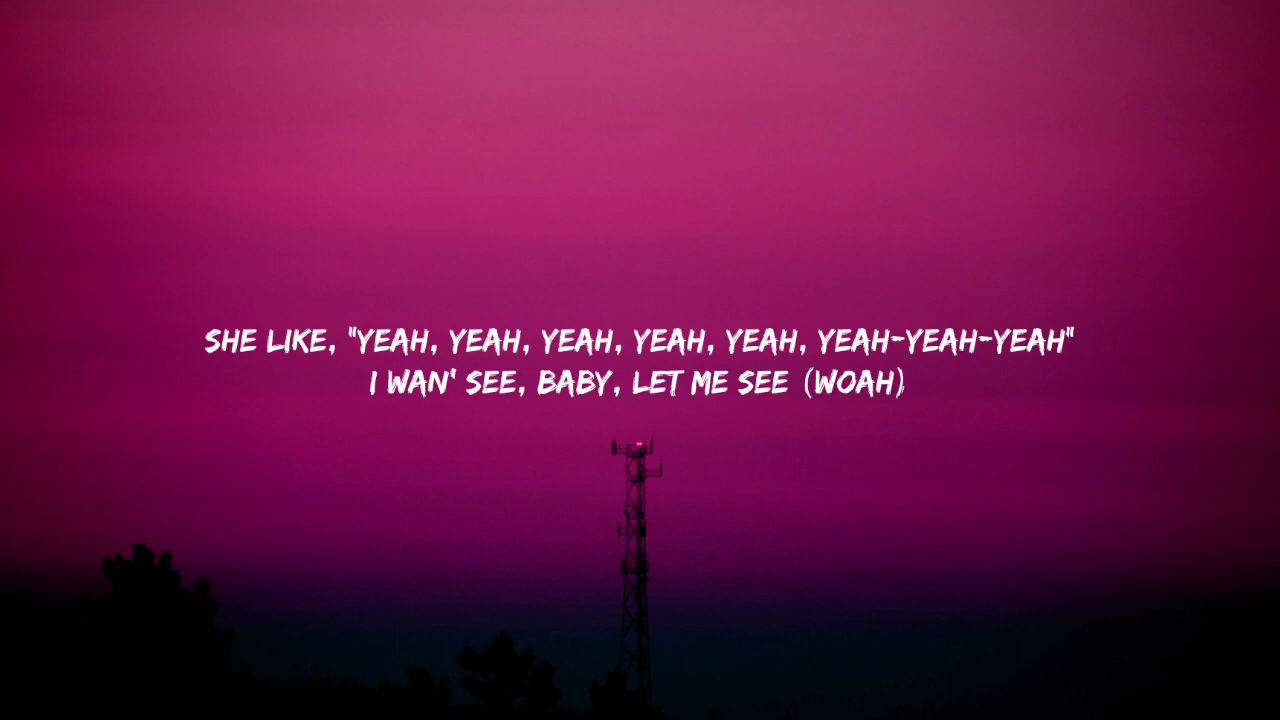 SHE LIKE, "YEAH, YEAH, YEAH, YEAH, YEAH, YEAH-YEAH-YEAH"
I WAN' SEE, BABY, LET ME SEE (WOAH)